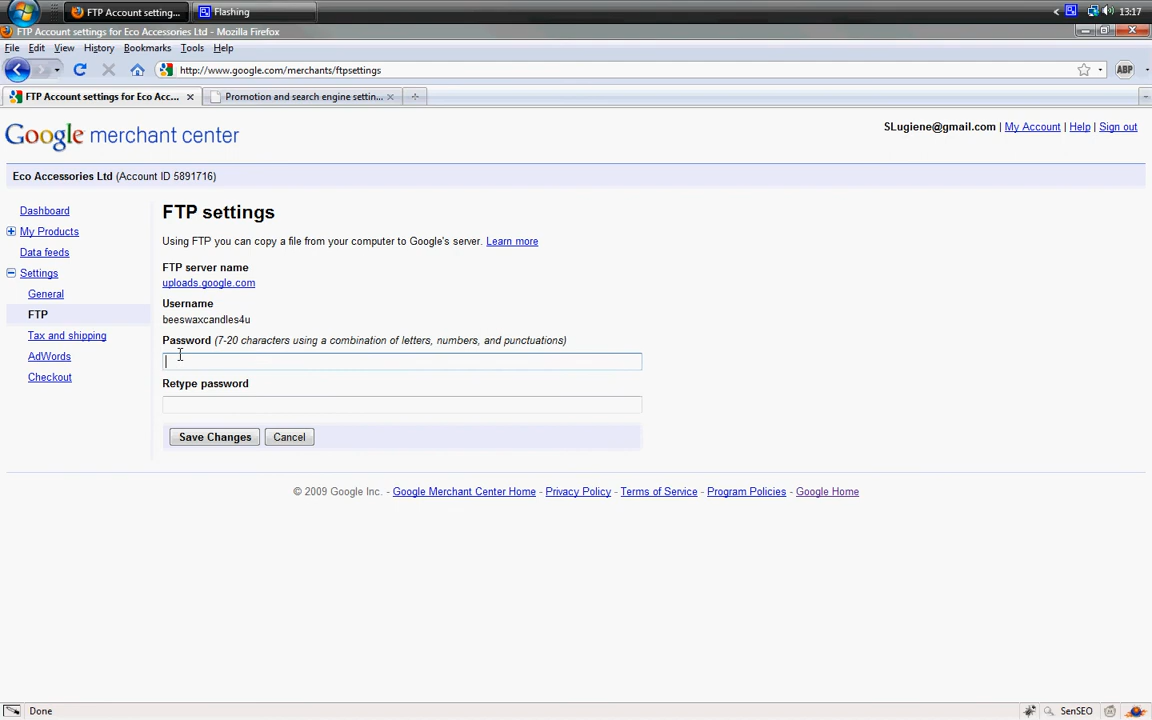 FTP Account setting...
Flashing
13:17
FTP Account settings for Eco Accessories Ltd - Mozilla Firefox
File Edit View History Bookmarks Tools Help
http://www.google.com/merchants/ftpsettings
ABP
FTP Account settings for Eco Acc...
Promotion and search engine settin...
Google merchant center
SLugiene@gmail.com | My Account | Help | Sign out
Eco Accessories Ltd (Account ID 5891716)
Dashboard
My Products
Data feeds
Settings
General
FTP
Tax and shipping
AdWords
Checkout
FTP settings
Using FTP you can copy a file from your computer to Google's server. Learn more
FTP server name
uploads.google.com
Username
beeswaxcandles4u
Password (7-20 characters using a combination of letters, numbers, and punctuations)
Retype password
Save Changes Cancel
© 2009 Google Inc. - Google Merchant Center Home - Privacy Policy - Terms of Service - Program Policies - Google Home
Done
SenSEO